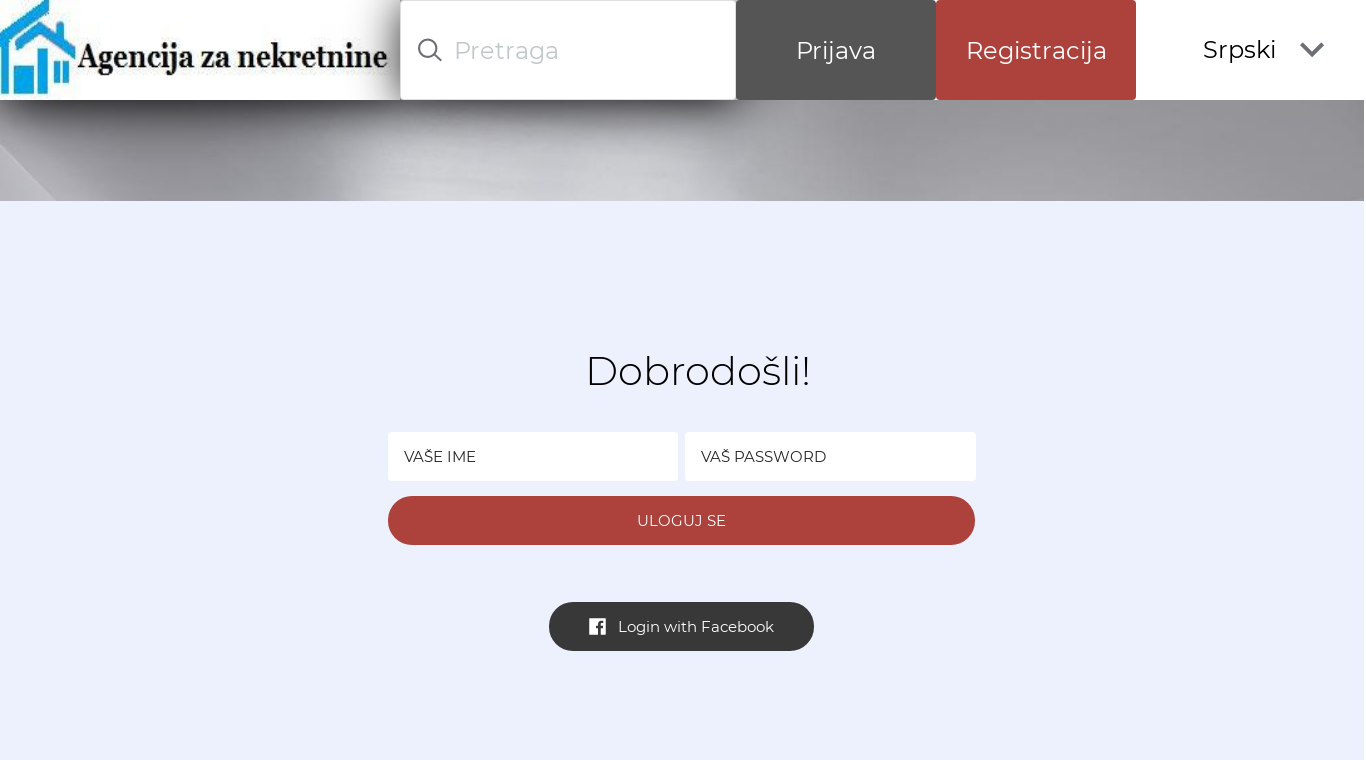 Agencija za nekretnine
Pretraga
Prijava
Registracija
Srpski
Dobrodošli!
VAŠE IME
VAŠ PASSWORD
ULOGUJ SE
Login with Facebook